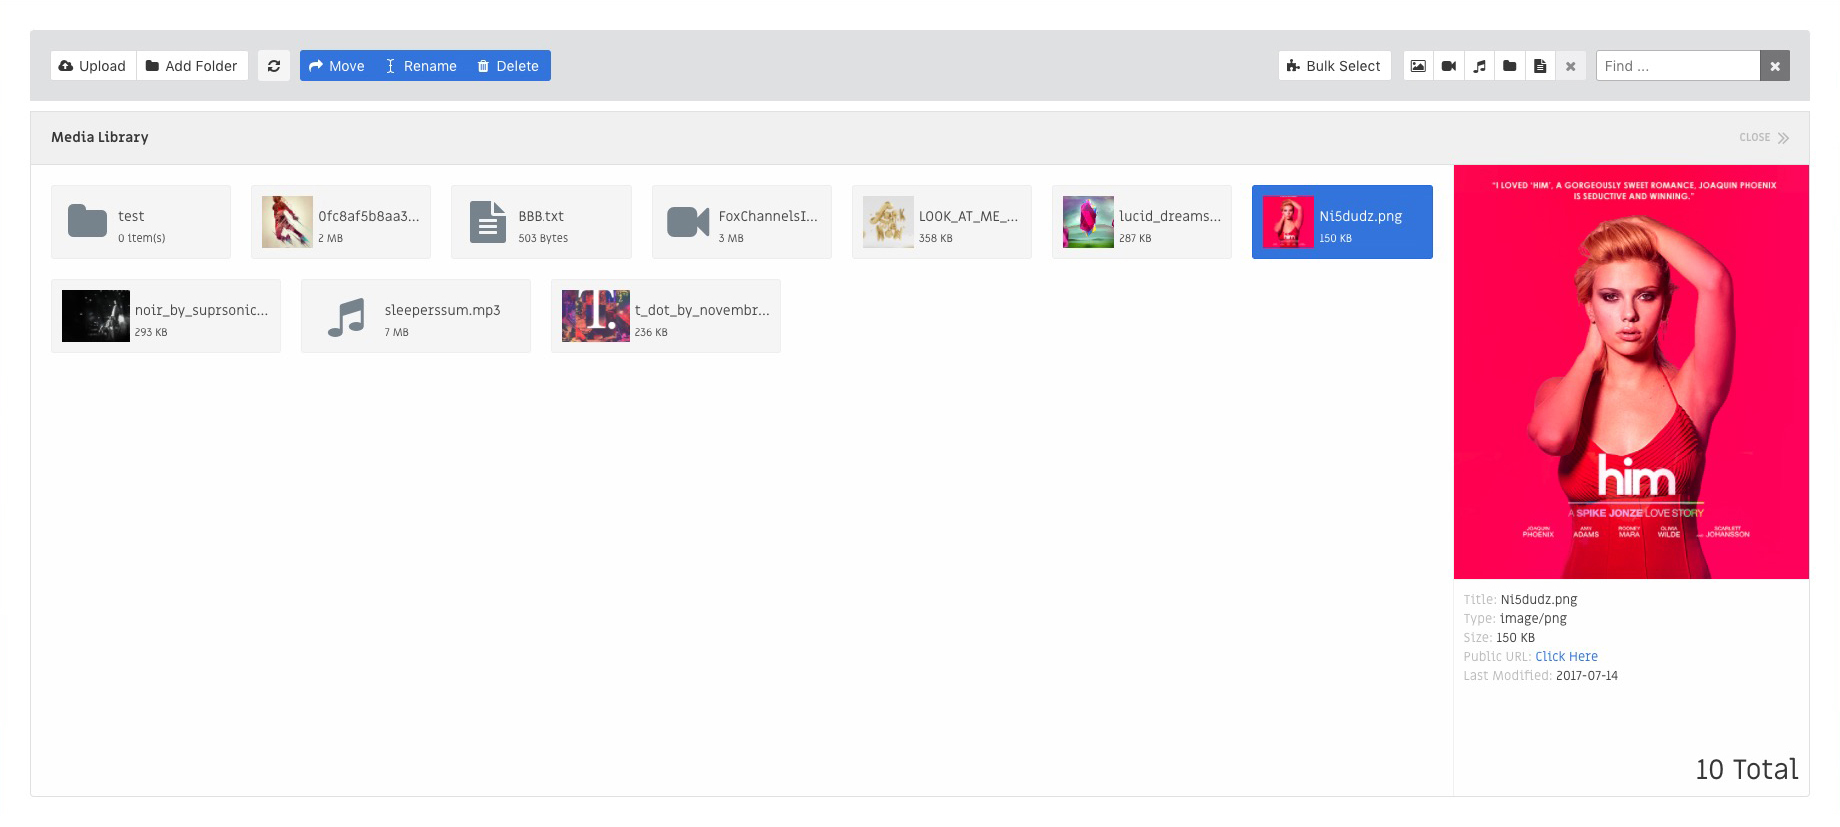 Upload
Add Folder
Move
Rename
Delete
Bulk Select
Find ...
Media Library
CLOSE
test
0 item(s)
0fc8af5b8aa3...
2 MB
BBB.txt
503 Bytes
FoxChannelsI...
3 MB
LOOK_AT_ME_...
358 KB
lucid_dreams...
287 KB
Ni5dudz.png
150 KB
noir_by_suprsonic...
293 KB
sleeperssum.mp3
7 MB
T.
t_dot_by_novembr...
236 KB
"I LOVED 'HIM', A GORGEOUSLY SWEET ROMANCE, JOAQUIN PHOENIX
IS SEDUCTIVE AND WINNING."
him
A SPIKE JONZE LOVE STORY
JOAQUIN PHOENIX
AMY ADAMS
ROONEY MARA
OLIVIA WILDE
AND SCARLETT JOHANSSON
Title: Ni5dudz.png
Type: image/png
Size: 150 KB
Public URL: Click Here
Last Modified: 2017-07-14
10 Total